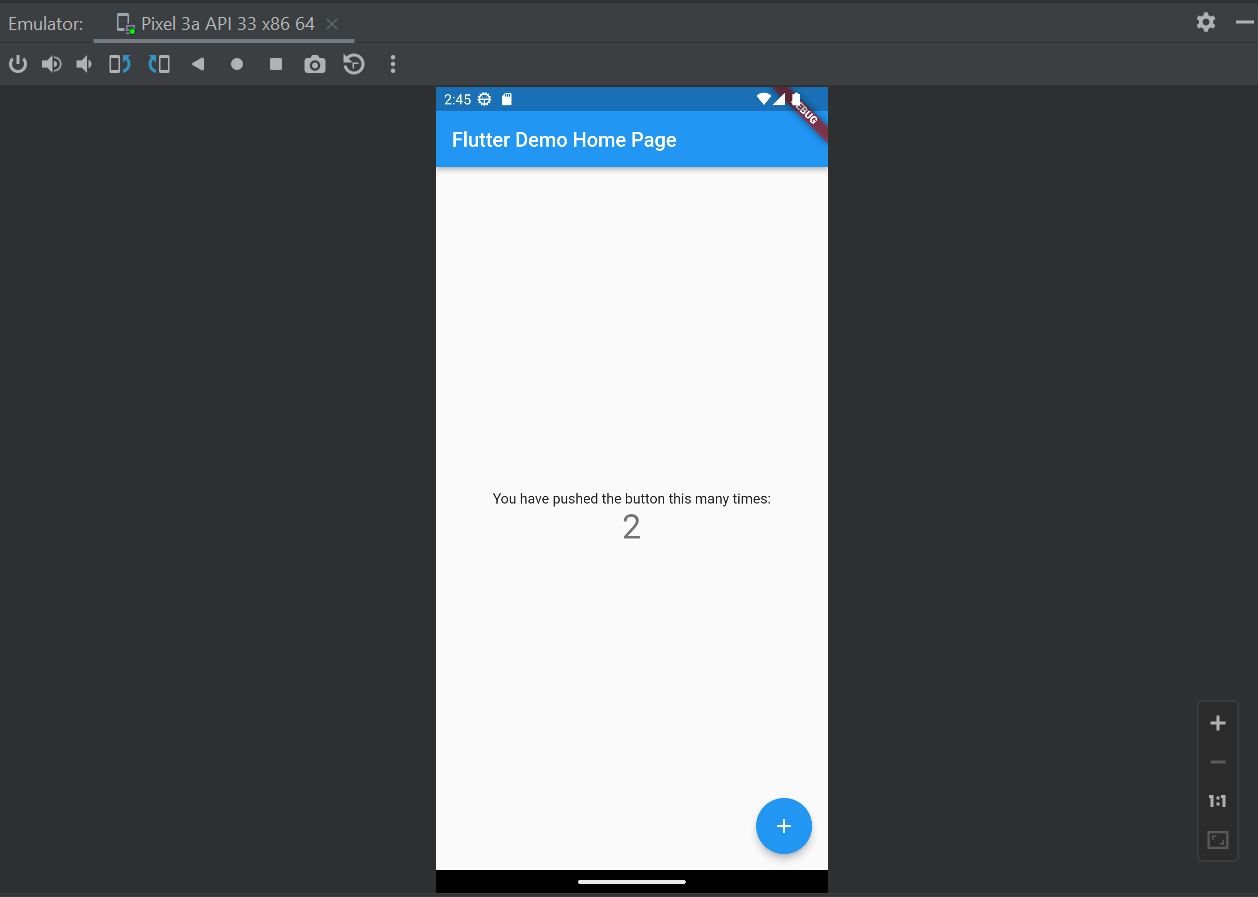 Emulator: Pixel 3a API 33 x86 64
2:45
DEBUG
Flutter Demo Home Page
You have pushed the button this many times:
2
1:1